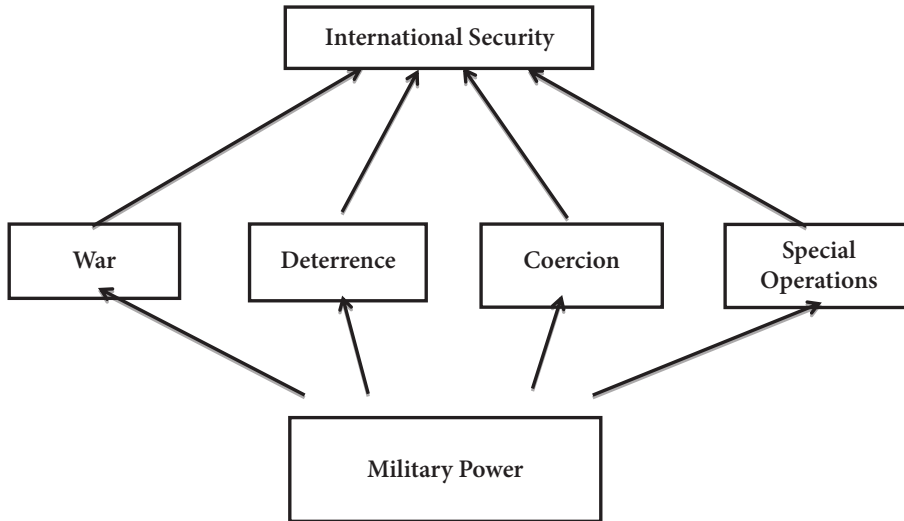 International Security
War
Deterrence
Coercion
Special
Operations
Military Power